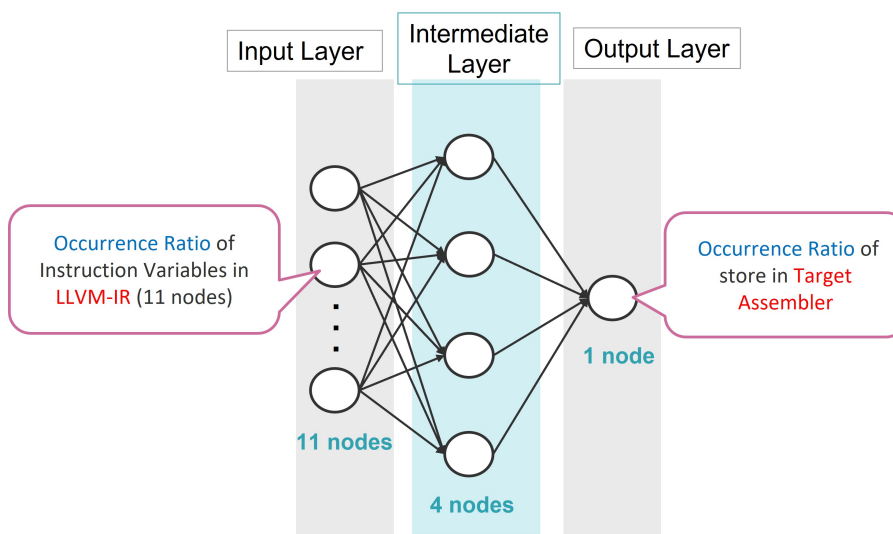 Input Layer
Intermediate
Layer
Output Layer
Occurrence Ratio of
Instruction Variables in
LLVM-IR (11 nodes)
Occurrence Ratio of
store in Target
Assembler
1 node
11 nodes
4 nodes